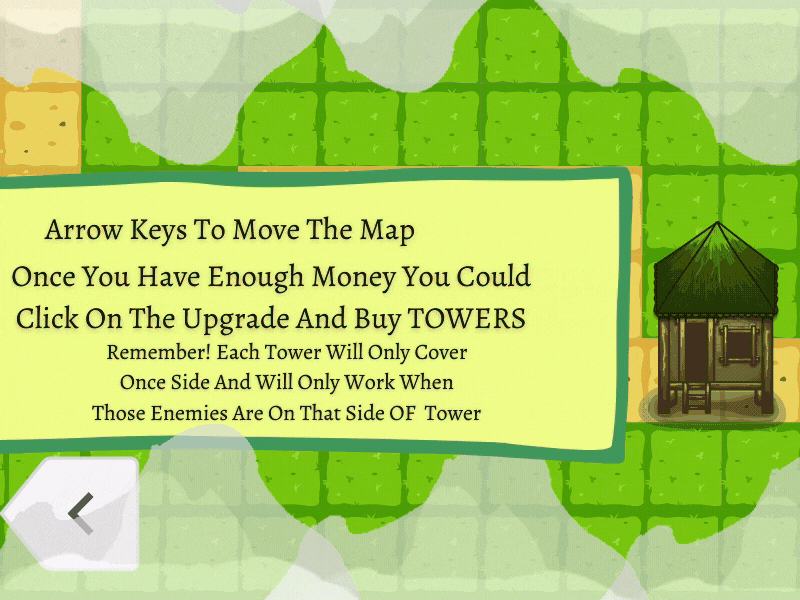 Arrow Keys To Move The Map
Once You Have Enough Money You Could
Click On The Upgrade And Buy TOWERS
Remember! Each Tower Will Only Cover
Once Side And Will Only Work When
Those Enemies Are On That Side OF Tower